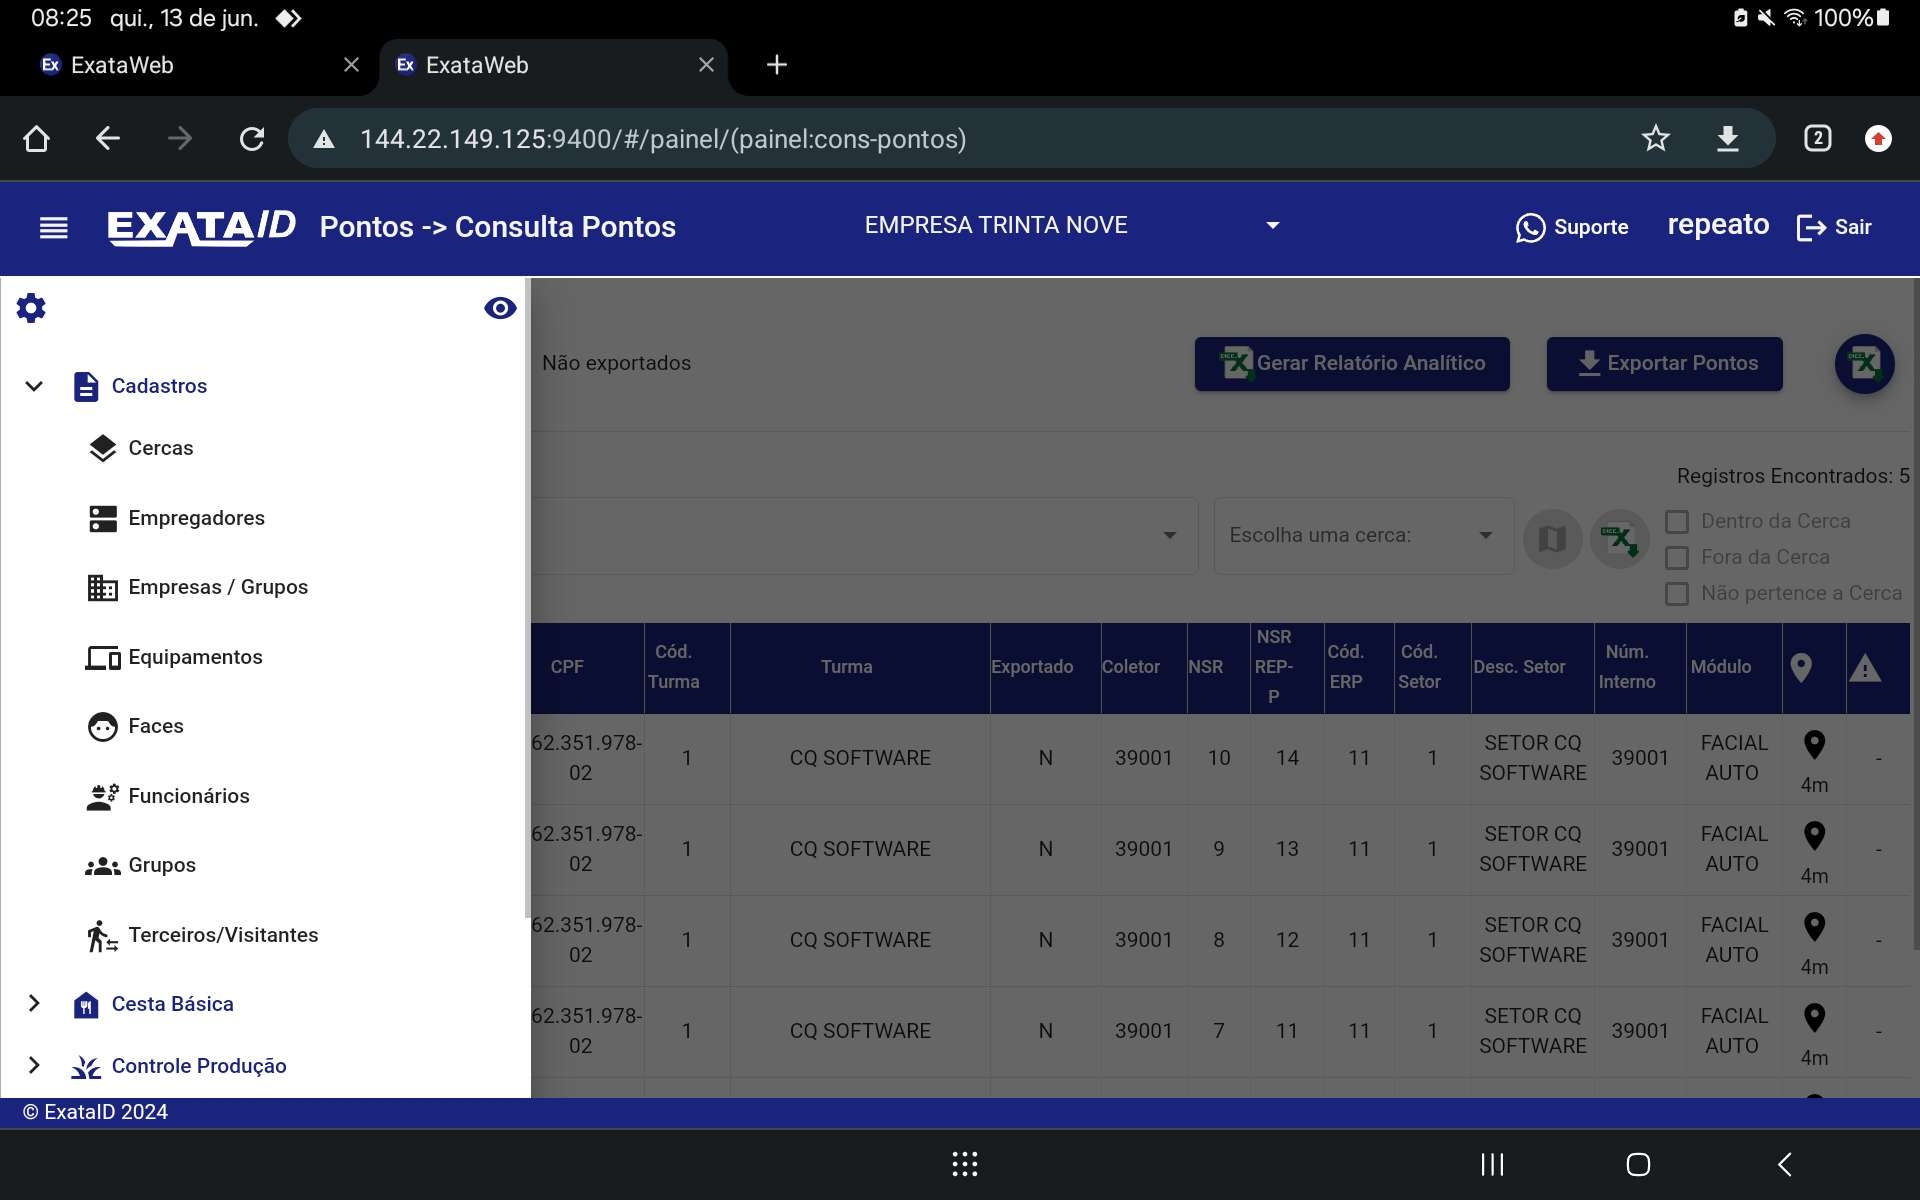 08:25 qui., 13 de jun. 100%
Ex ExataWeb Ex ExataWeb
144.22.149.125:9400/#/painel/(painel:cons-pontos) 2
EXATA/D Pontos -> Consulta Pontos EMPRESA TRINTA NOVE Suporte repeato Sair
Não exportados Gerar Relatório Analítico Exportar Pontos
Cadastros
Cercas
Empregadores
Empresas / Grupos
Equipamentos
Faces
Funcionários
Grupos
Terceiros/Visitantes
Cesta Básica
Controle Produção
Registros Encontrados: 5
Escolha uma cerca:
Dentro da Cerca
Fora da Cerca
Não pertence a Cerca
CPF Cód. Turma Turma Exportado Coletor NSR NSR REP-P Cód. ERP Cód. Setor Desc. Setor Núm. Interno Módulo
62.351.978-02 1 CQ SOFTWARE N 39001 10 14 11 1 SETOR CQ SOFTWARE 39001 FACIAL AUTO 4m -
62.351.978-02 1 CQ SOFTWARE N 39001 9 13 11 1 SETOR CQ SOFTWARE 39001 FACIAL AUTO 4m -
62.351.978-02 1 CQ SOFTWARE N 39001 8 12 11 1 SETOR CQ SOFTWARE 39001 FACIAL AUTO 4m -
62.351.978-02 1 CQ SOFTWARE N 39001 7 11 11 1 SETOR CQ SOFTWARE 39001 FACIAL AUTO 4m -
© ExataID 2024